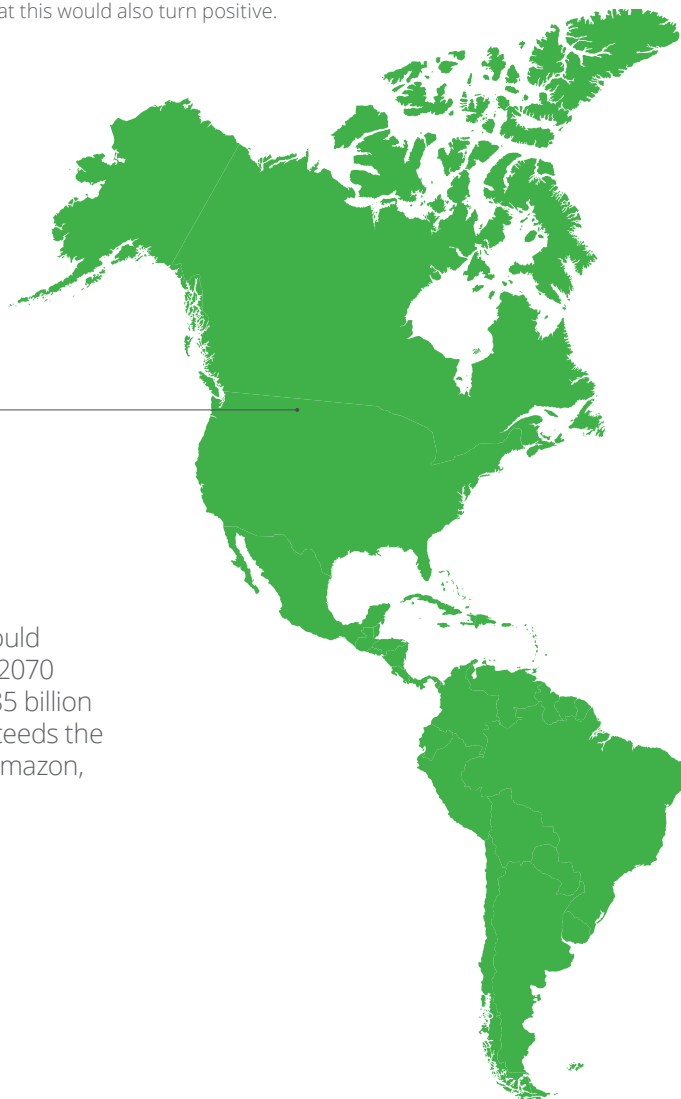 at this would also turn positive.
ould
2070
35 billion
ceeds the
mazon,